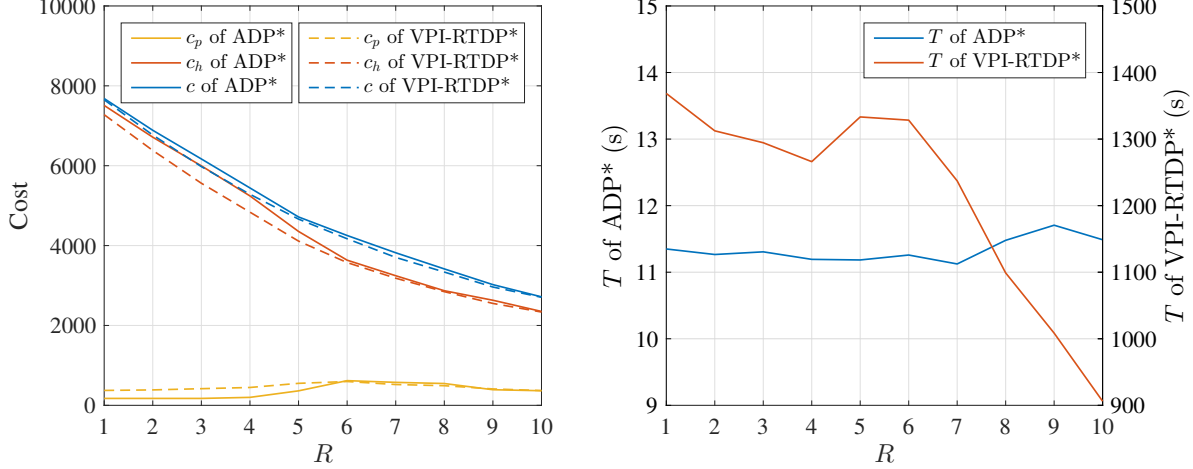 10000
8000
6000
4000
2000
0
Cost
1 2 3 4 5 6 7 8 9 10
R
c_p of ADP*
c_h of ADP*
c of ADP*
c_p of VPI-RTDP*
c_h of VPI-RTDP*
c of VPI-RTDP*
15
14
13
12
11
10
9
T of ADP* (s)
1 2 3 4 5 6 7 8 9 10
R
T of ADP*
T of VPI-RTDP*
1500
1400
1300
1200
1100
1000
900
T of VPI-RTDP* (s)